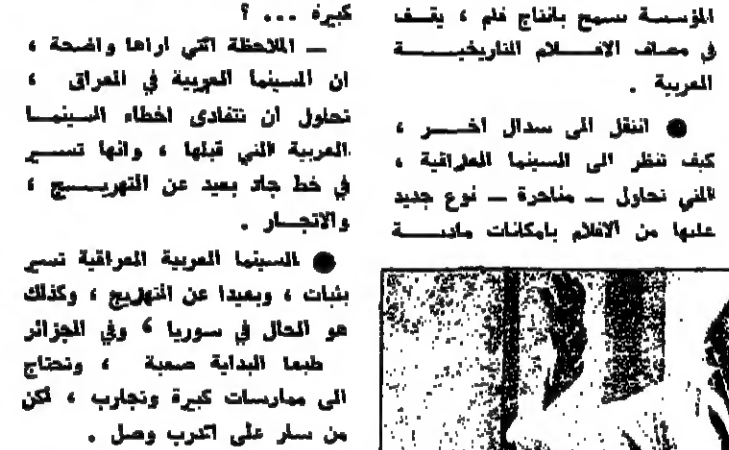 المؤسسة سمح بانتاج فلم ، يقف
في مصاف الافلام التاريخية
العربية .
● انتقل الى سدال اخر ،
كيف تنظر الى السينما العراقية ،
التي تحاول — متاخرة — نوع جديد
عليها من الافلام بامكانات مادية
كبيرة ... ؟
— الملاحظة التي اراها واضحة ،
ان السينما العربية في العراق ،
تحاول ان تتفادى اخطاء السينما
العربية التي قبلها ، وانها تسير
في خط جاد بعيد عن التهريج ،
والاتجار .
● السينما العربية العراقية تسير
بثبات ، وبعيدا عن التهريج ، وكذلك
هو الحال في سوريا ، وفي الجزائر
طبعا البداية صعبة ، وتحتاج
الى ممارسات كبيرة وتجارب ، لكن
من سار على الدرب وصل .